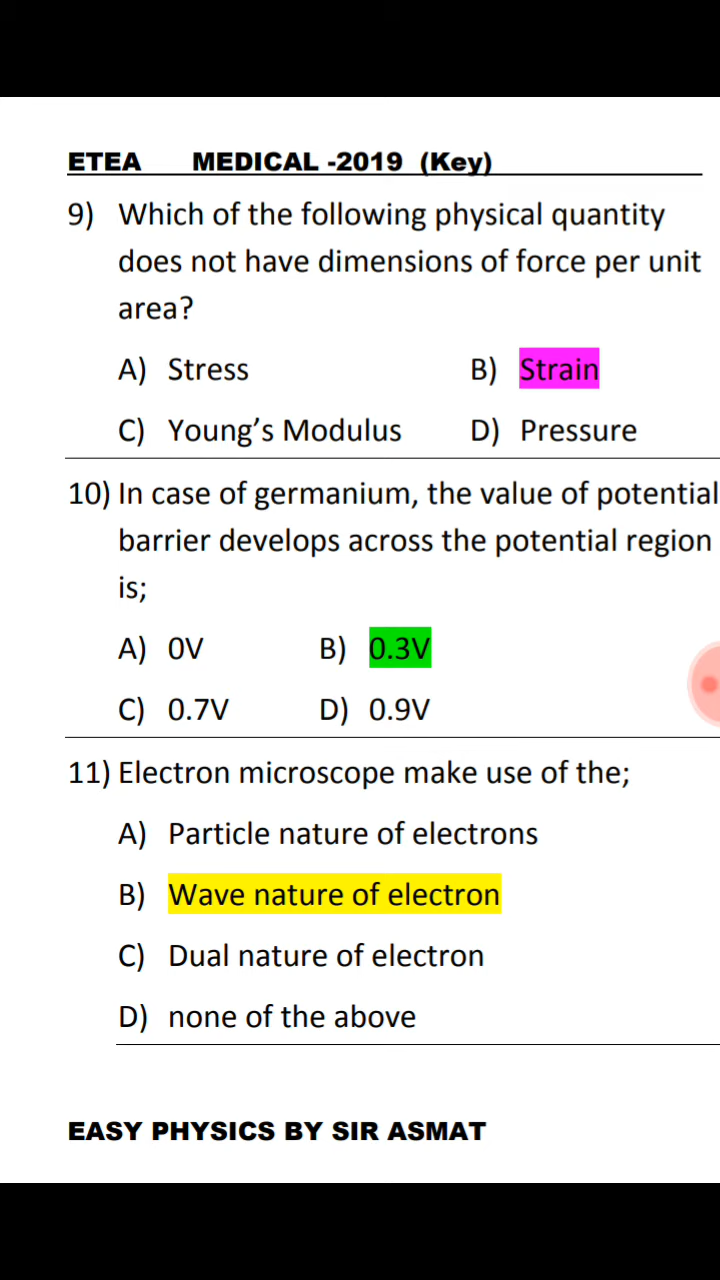 ETEA MEDICAL -2019 (Key)
9) Which of the following physical quantity
does not have dimensions of force per unit
area?
A) Stress B) Strain
C) Young’s Modulus D) Pressure
10) In case of germanium, the value of potential
barrier develops across the potential region
is;
A) 0V B) 0.3V
C) 0.7V D) 0.9V
11) Electron microscope make use of the;
A) Particle nature of electrons
B) Wave nature of electron
C) Dual nature of electron
D) none of the above
EASY PHYSICS BY SIR ASMAT